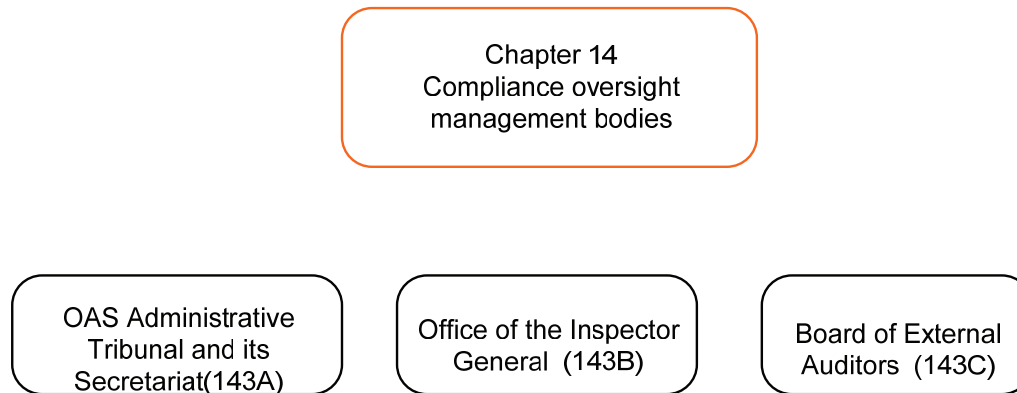 Chapter 14
Compliance oversight
management bodies
OAS Administrative
Tribunal and its
Secretariat(143A)
Office of the Inspector
General  (143B)
Board of External
Auditors  (143C)